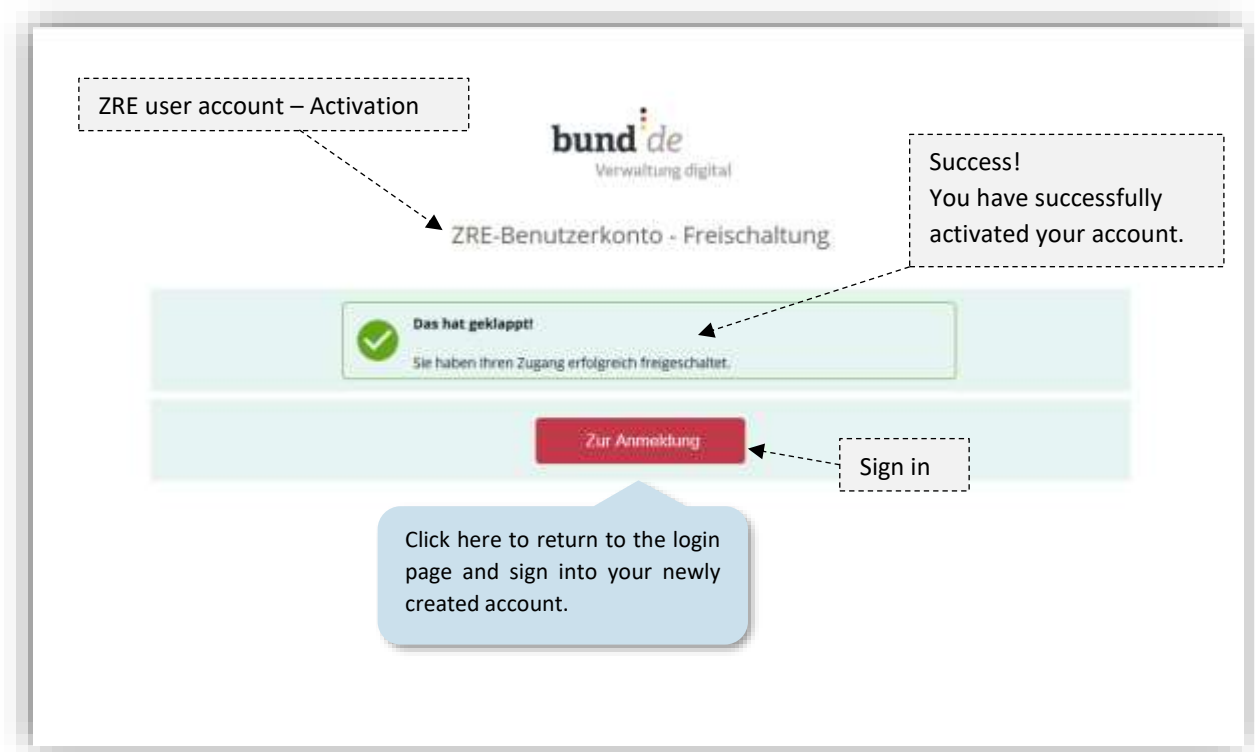 ZRE user account – Activation
bund de
Verwaltung digital
Success!
You have successfully
activated your account.
ZRE-Benutzerkonto - Freischaltung
Das hat geklappt!
Sie haben Ihren Zugang erfolgreich freigeschaltet.
Zur Anmeldung
Sign in
Click here to return to the login
page and sign into your newly
created account.